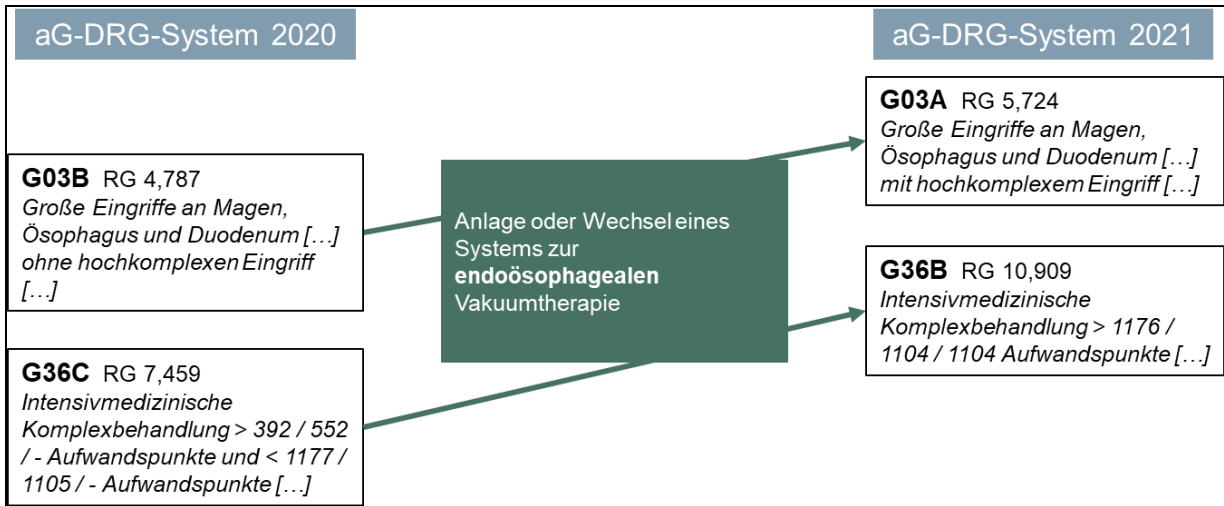 aG-DRG-System 2020
aG-DRG-System 2021
G03B RG 4,787
Große Eingriffe an Magen,
Ösophagus und Duodenum […]
ohne hochkomplexen Eingriff
[…]
G36C RG 7,459
Intensivmedizinische
Komplexbehandlung > 392 / 552
/ - Aufwandspunkte und < 1177 /
1105 / - Aufwandspunkte […]
Anlage oder Wechsel eines
Systems zur
endoösophagealen
Vakuumtherapie
G03A RG 5,724
Große Eingriffe an Magen,
Ösophagus und Duodenum […]
mit hochkomplexem Eingriff […]
G36B RG 10,909
Intensivmedizinische
Komplexbehandlung > 1176 /
1104 / 1104 Aufwandspunkte […]